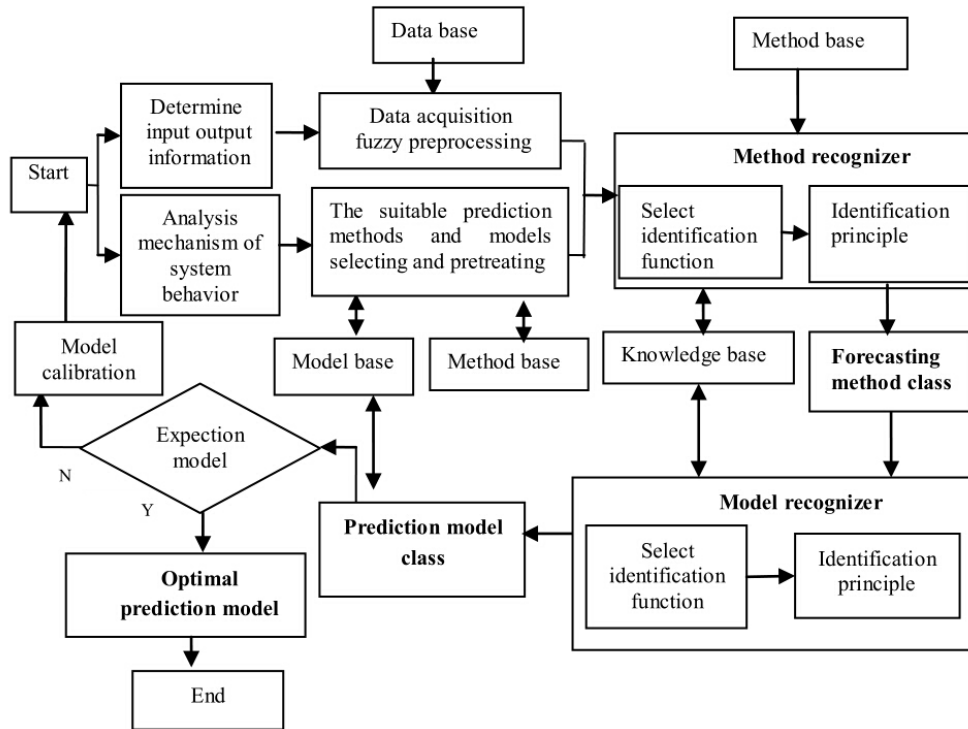 Data base
Method base
Determine
input output
information
Data acquisition
fuzzy preprocessing
Method recognizer
Start
Select
identification
function
Identification
principle
Analysis
mechanism of
system
behavior
The suitable prediction
methods and models
selecting and pretreating
Model
calibration
Model base
Method base
Knowledge base
Forecasting
method class
Expection
model
N
Y
Prediction model
class
Model recognizer
Select
identification
function
Identification
principle
Optimal
prediction model
End